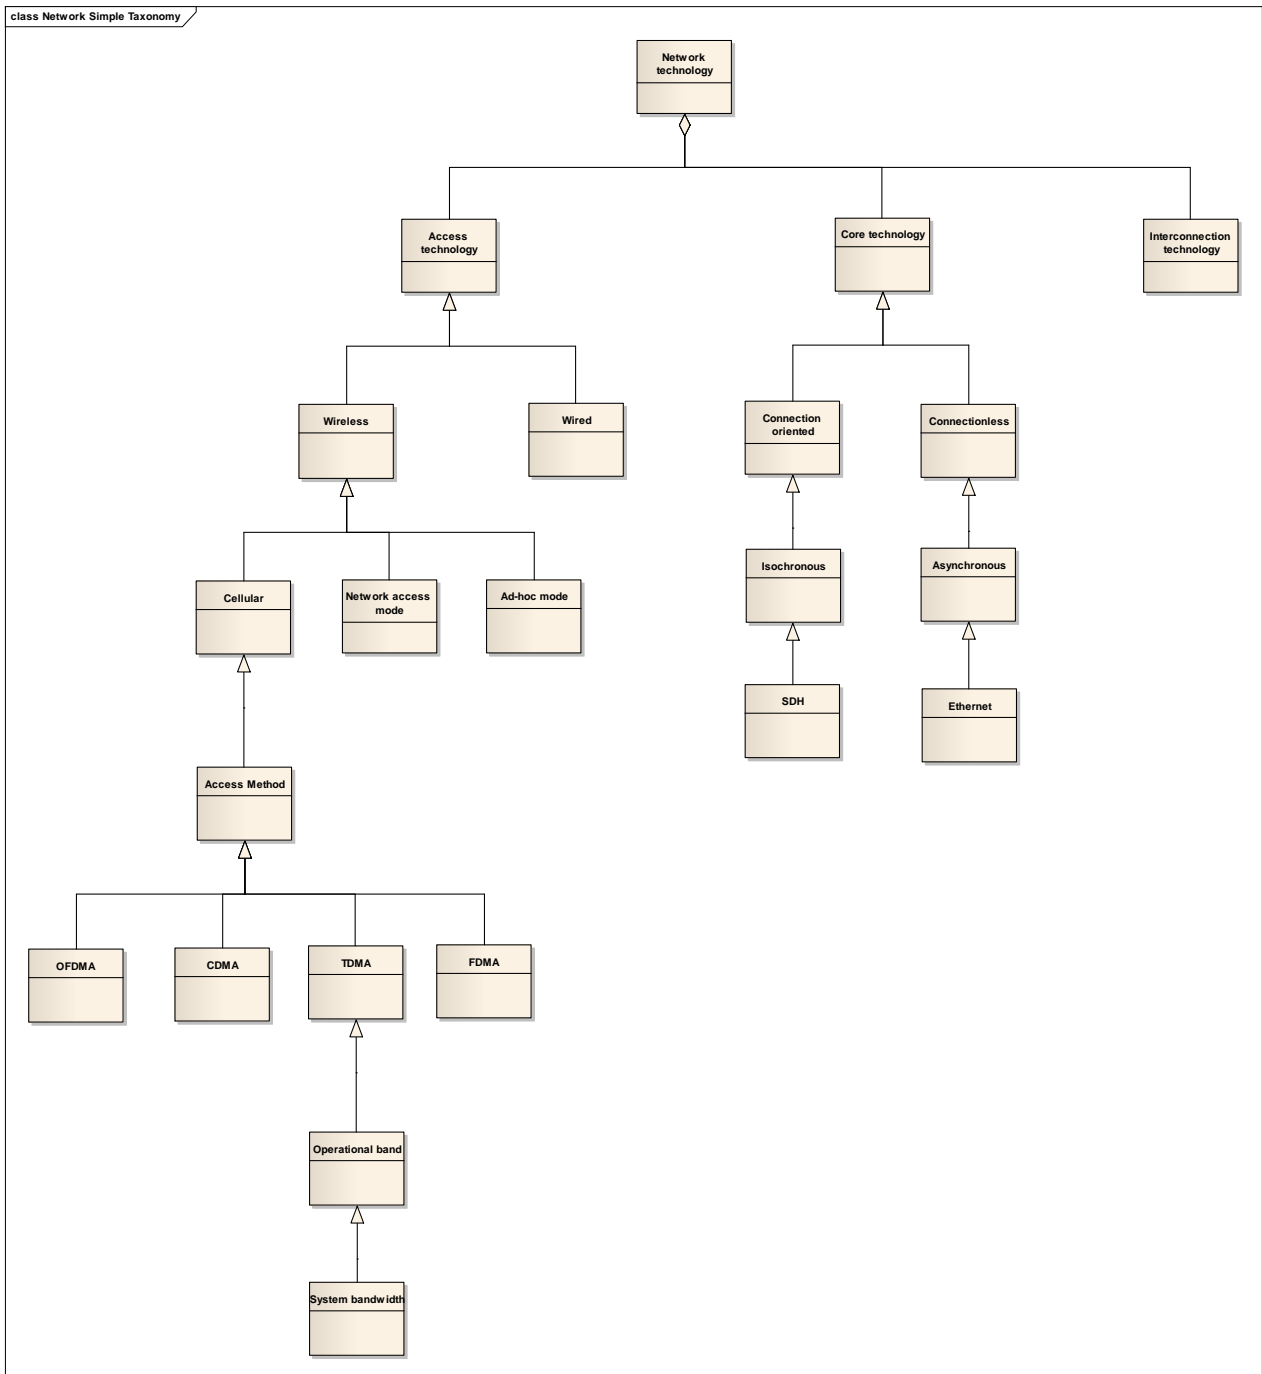 class Network Simple Taxonomy
Network
technology
Access
technology
Core technology
Interconnection
technology
Wireless
Wired
Connection
oriented
Connectionless
Cellular
Network access
mode
Ad-hoc mode
Isochronous
Asynchronous
SDH
Ethernet
Access Method
OFDMA
CDMA
TDMA
FDMA
Operational band
System bandwidth